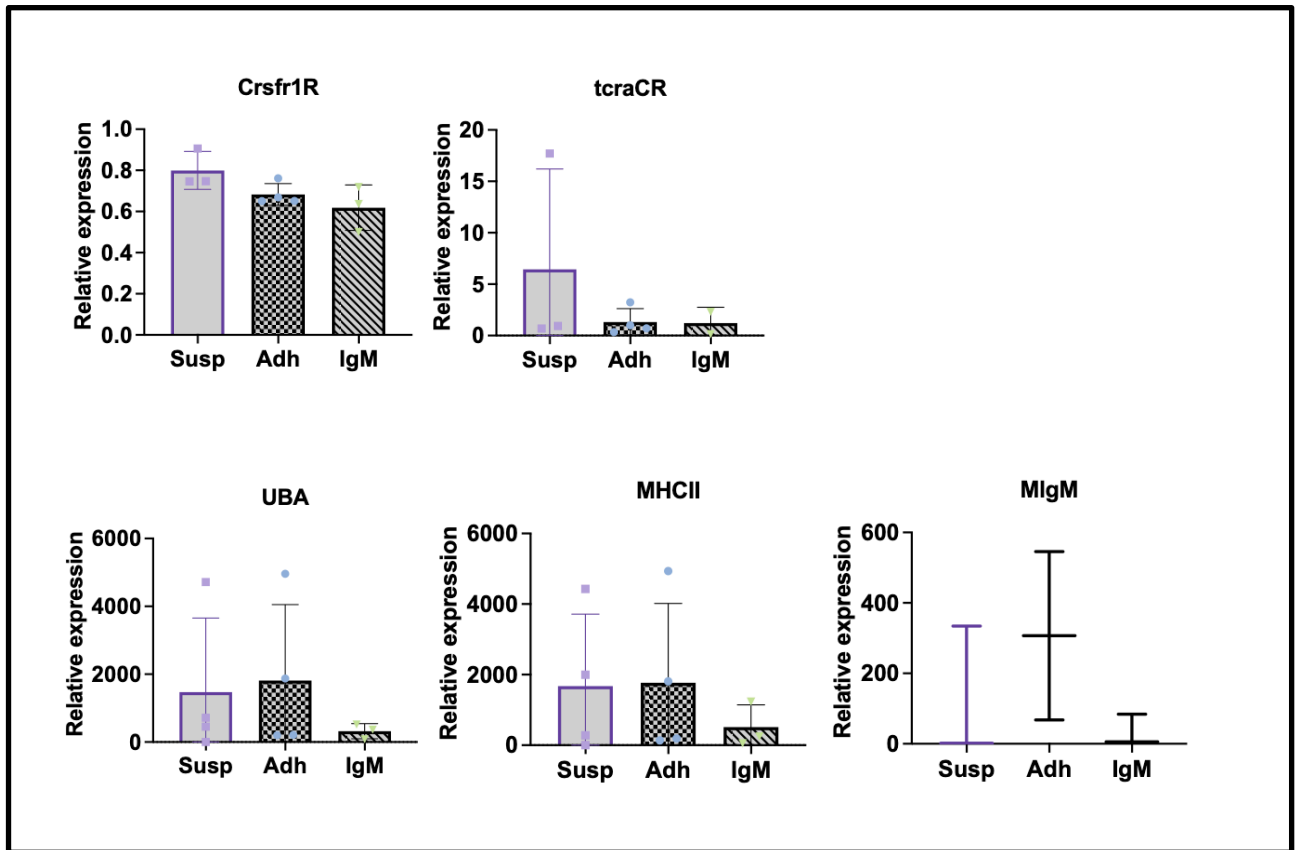 Crsfr1R
Relative expression
1.0
0.8
0.6
0.4
0.2
0.0
Susp Adh IgM
tcraCR
Relative expression
20
15
10
5
0
Susp Adh IgM
UBA
Relative expression
6000
4000
2000
0
Susp Adh IgM
MHCII
Relative expression
6000
4000
2000
0
Susp Adh IgM
MIgM
Relative expression
600
400
200
0
Susp Adh IgM